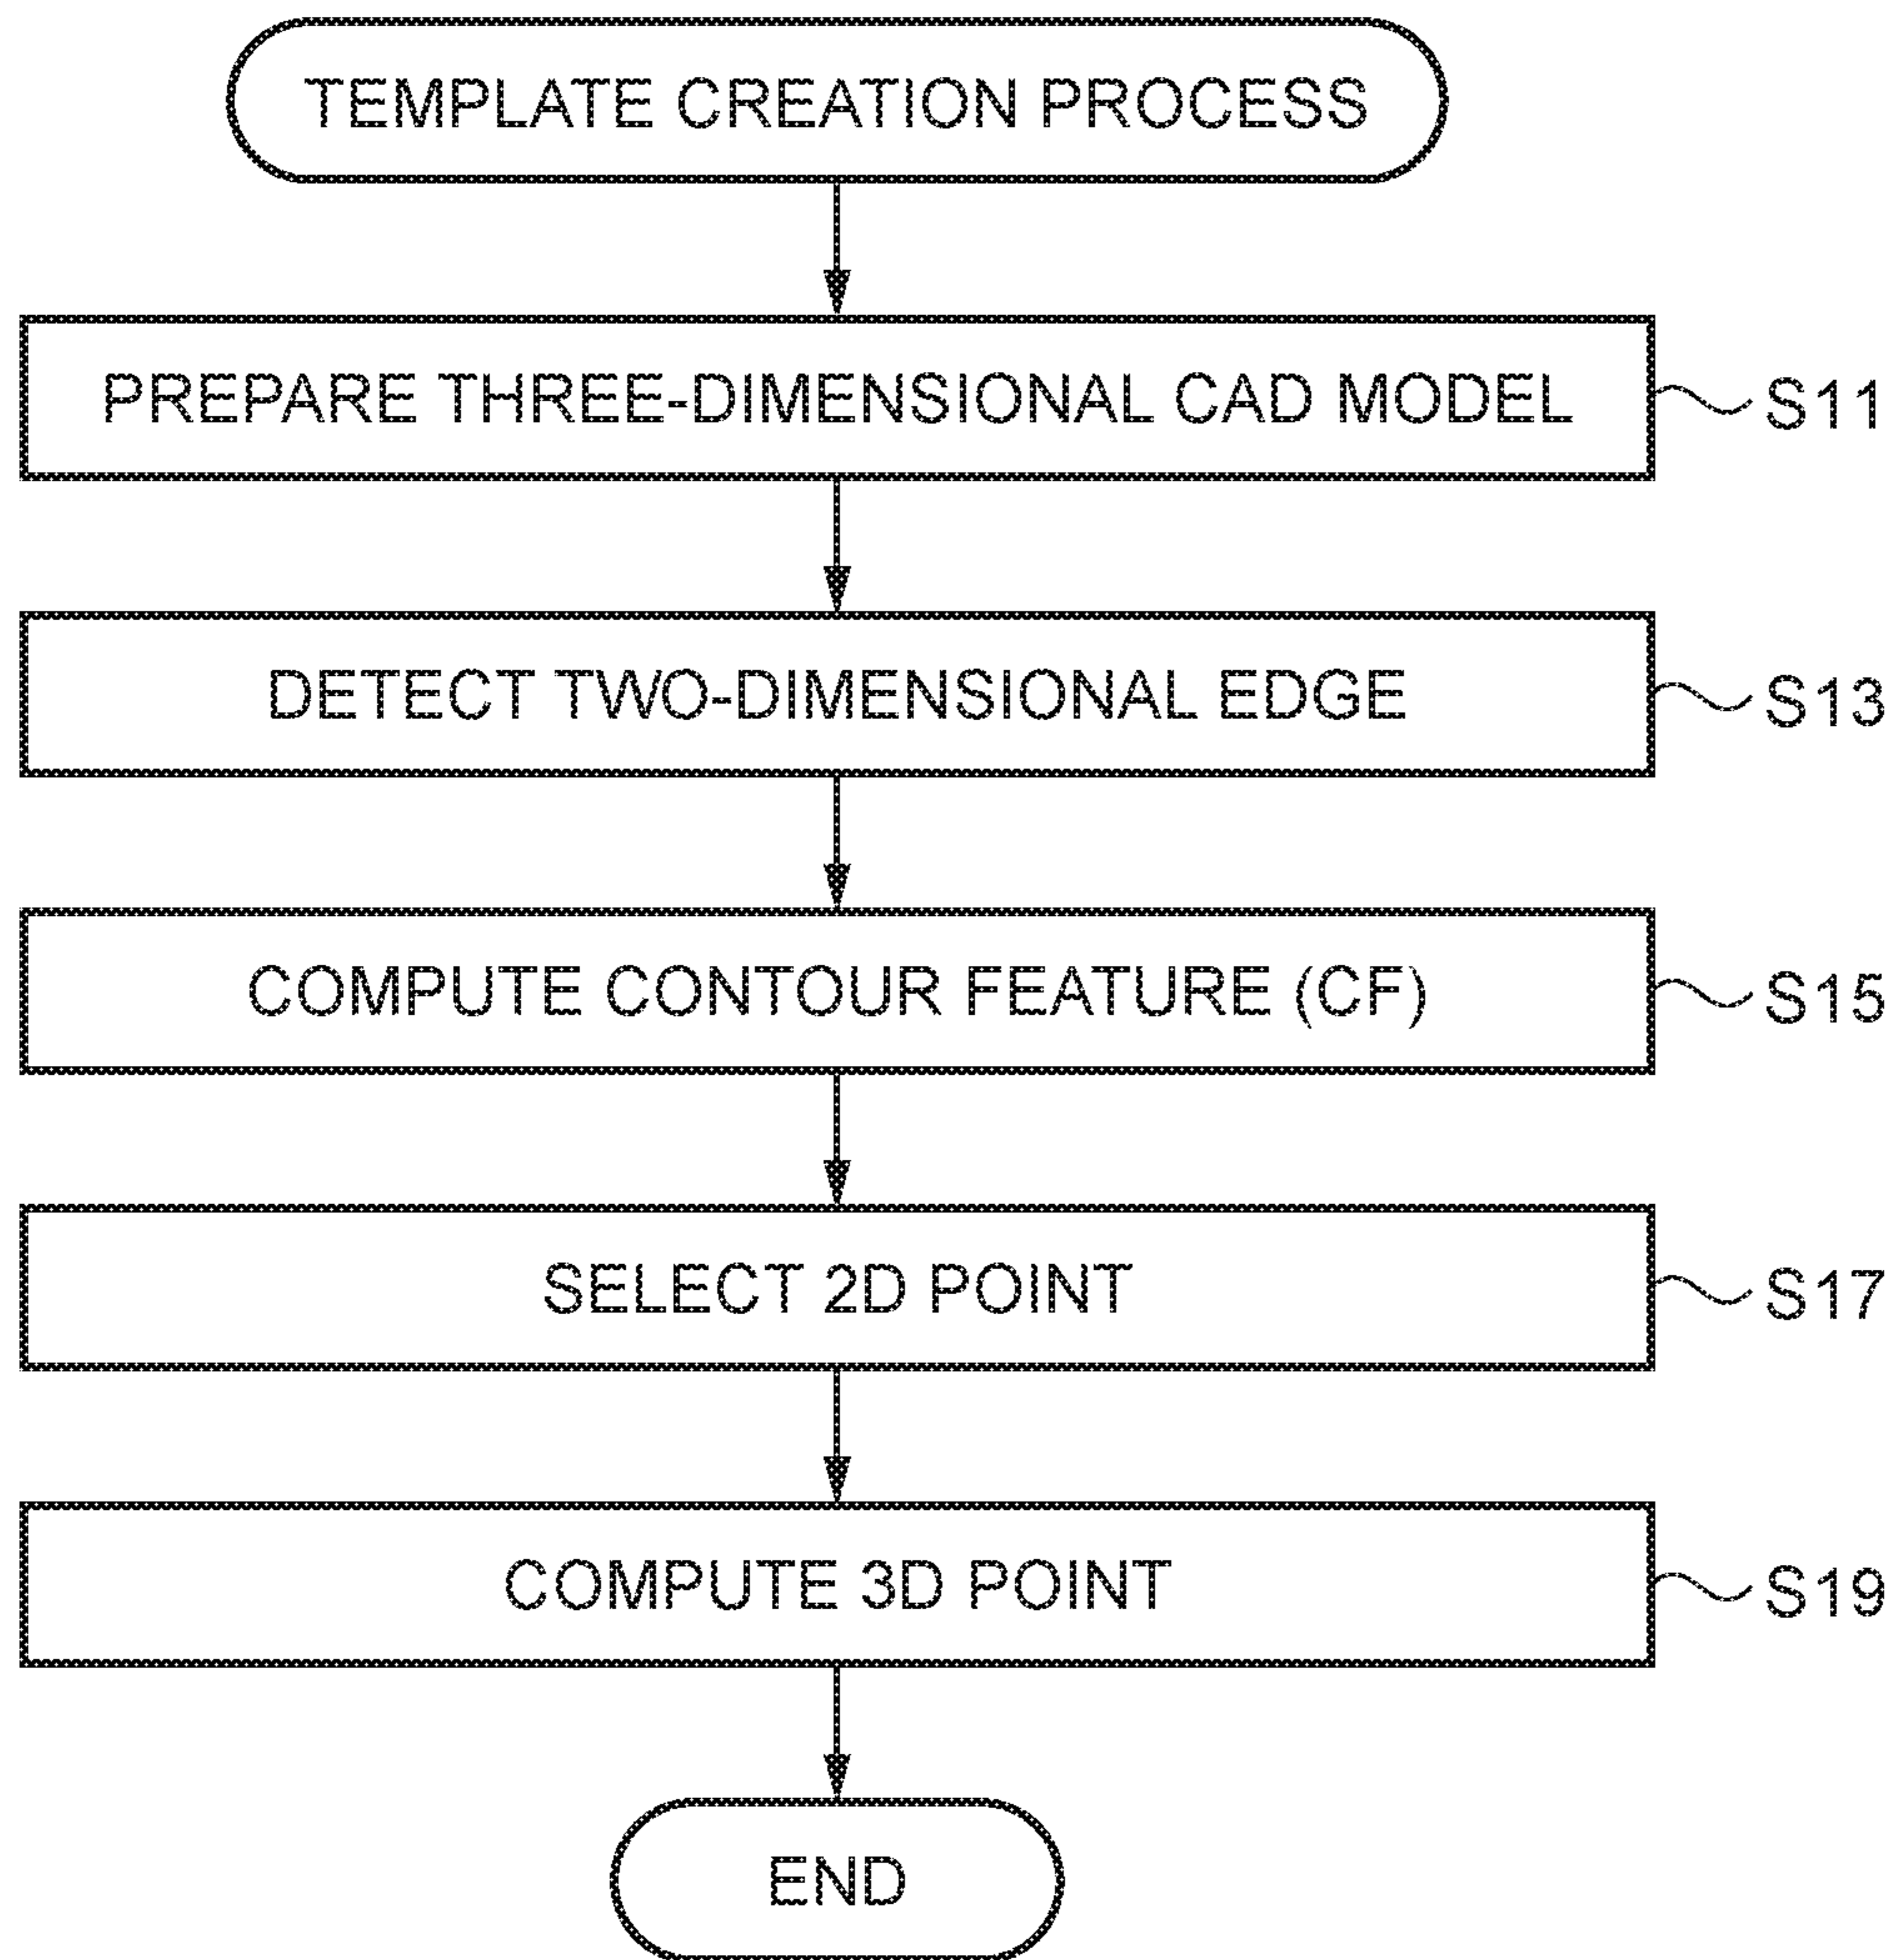 TEMPLATE CREATION PROCESS
PREPARE THREE-DIMENSIONAL CAD MODEL
S11
DETECT TWO-DIMENSIONAL EDGE
S13
COMPUTE CONTOUR FEATURE (CF)
S15
SELECT 2D POINT
S17
COMPUTE 3D POINT
S19
END